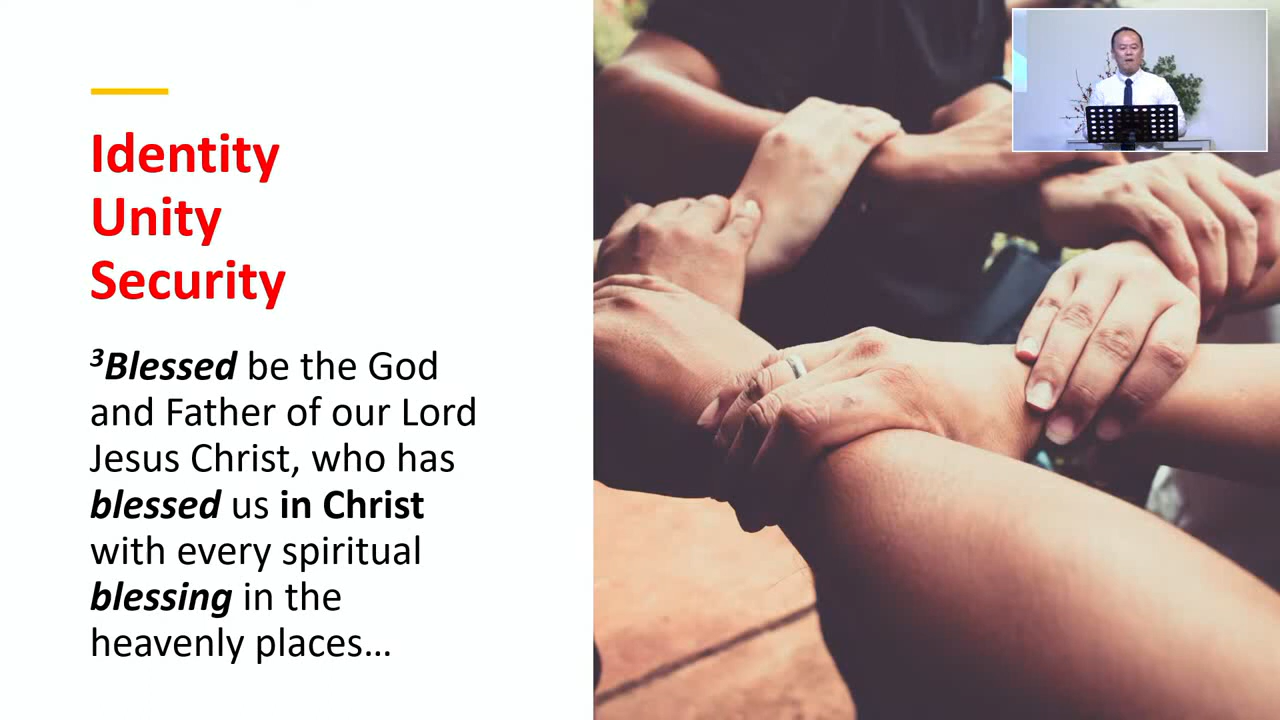 Identity
Unity
Security
³Blessed be the God
and Father of our Lord
Jesus Christ, who has
blessed us in Christ
with every spiritual
blessing in the
heavenly places…